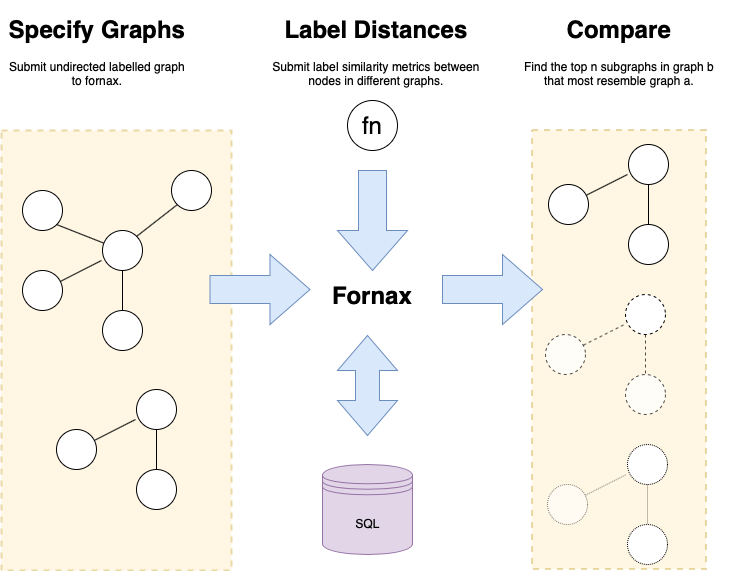 Specify Graphs
Submit undirected labelled graph
to fornax.
Label Distances
Submit label similarity metrics between
nodes in different graphs.
Compare
Find the top n subgraphs in graph b
that most resemble graph a.
fn
Fornax
SQL